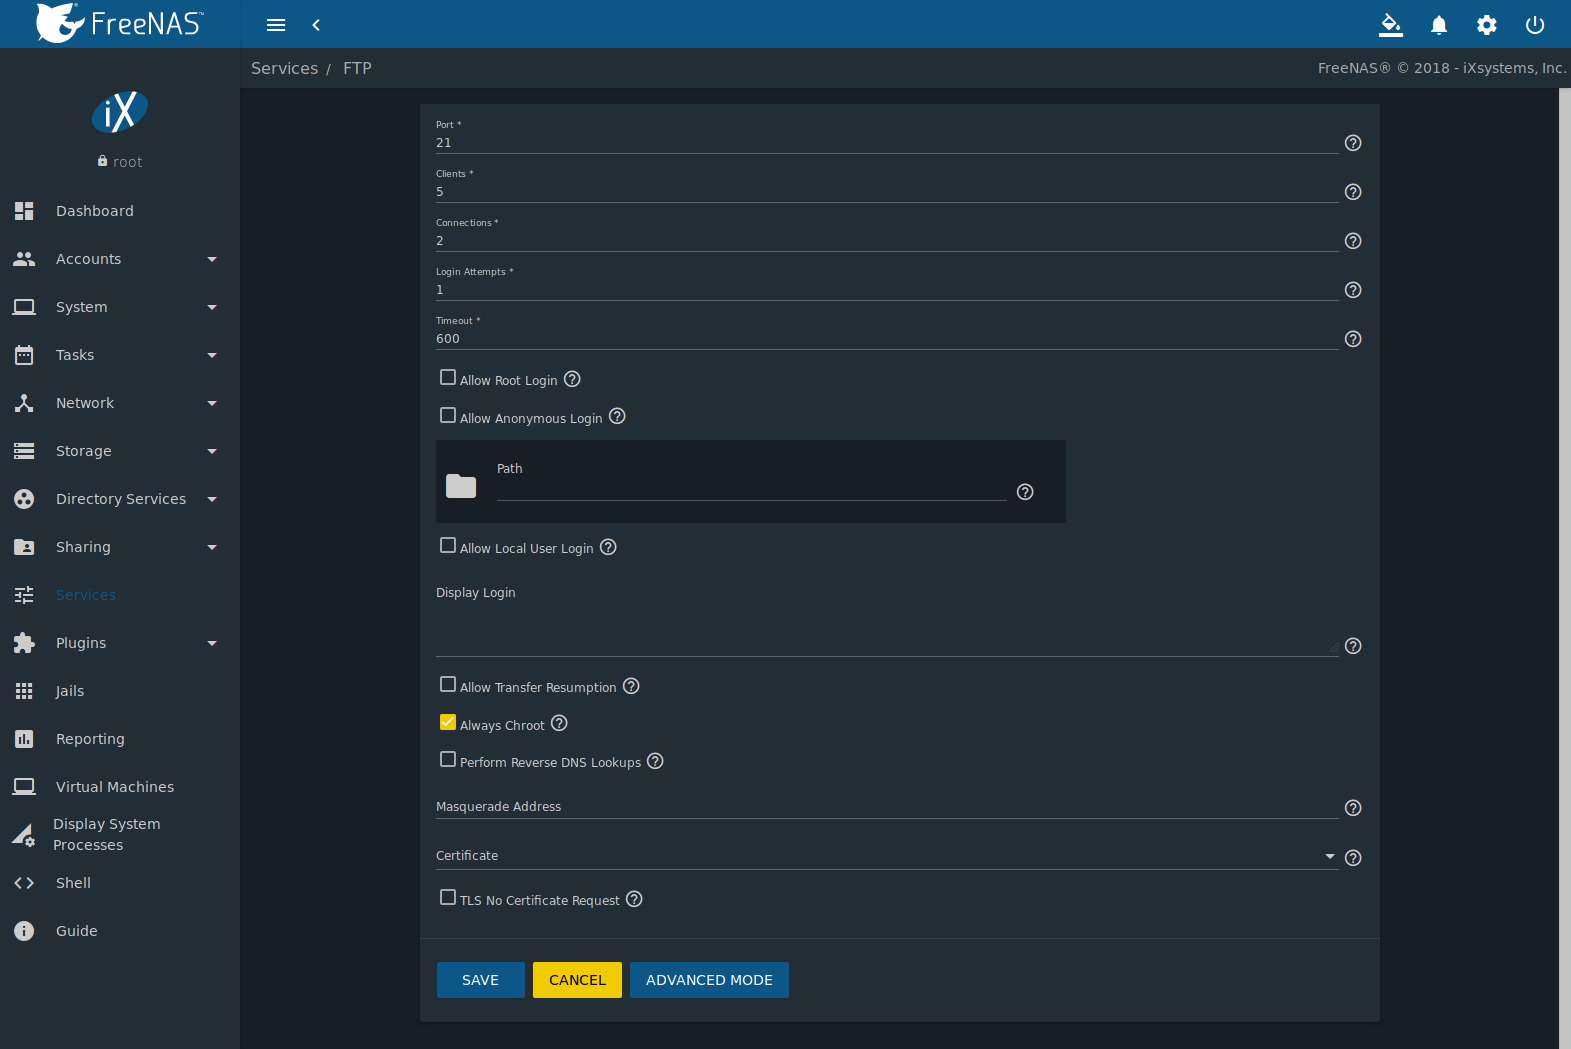 FreeNAS™
Services / FTP
FreeNAS® © 2018 - iXsystems, Inc.
iX
root
Dashboard
Accounts
System
Tasks
Network
Storage
Directory Services
Sharing
Services
Plugins
Jails
Reporting
Virtual Machines
Display System
Processes
Shell
Guide
Port *
21
Clients *
5
Connections *
2
Login Attempts *
1
Timeout *
600
Allow Root Login
Allow Anonymous Login
Path
Allow Local User Login
Display Login
Allow Transfer Resumption
Always Chroot
Perform Reverse DNS Lookups
Masquerade Address
Certificate
TLS No Certificate Request
SAVE CANCEL ADVANCED MODE